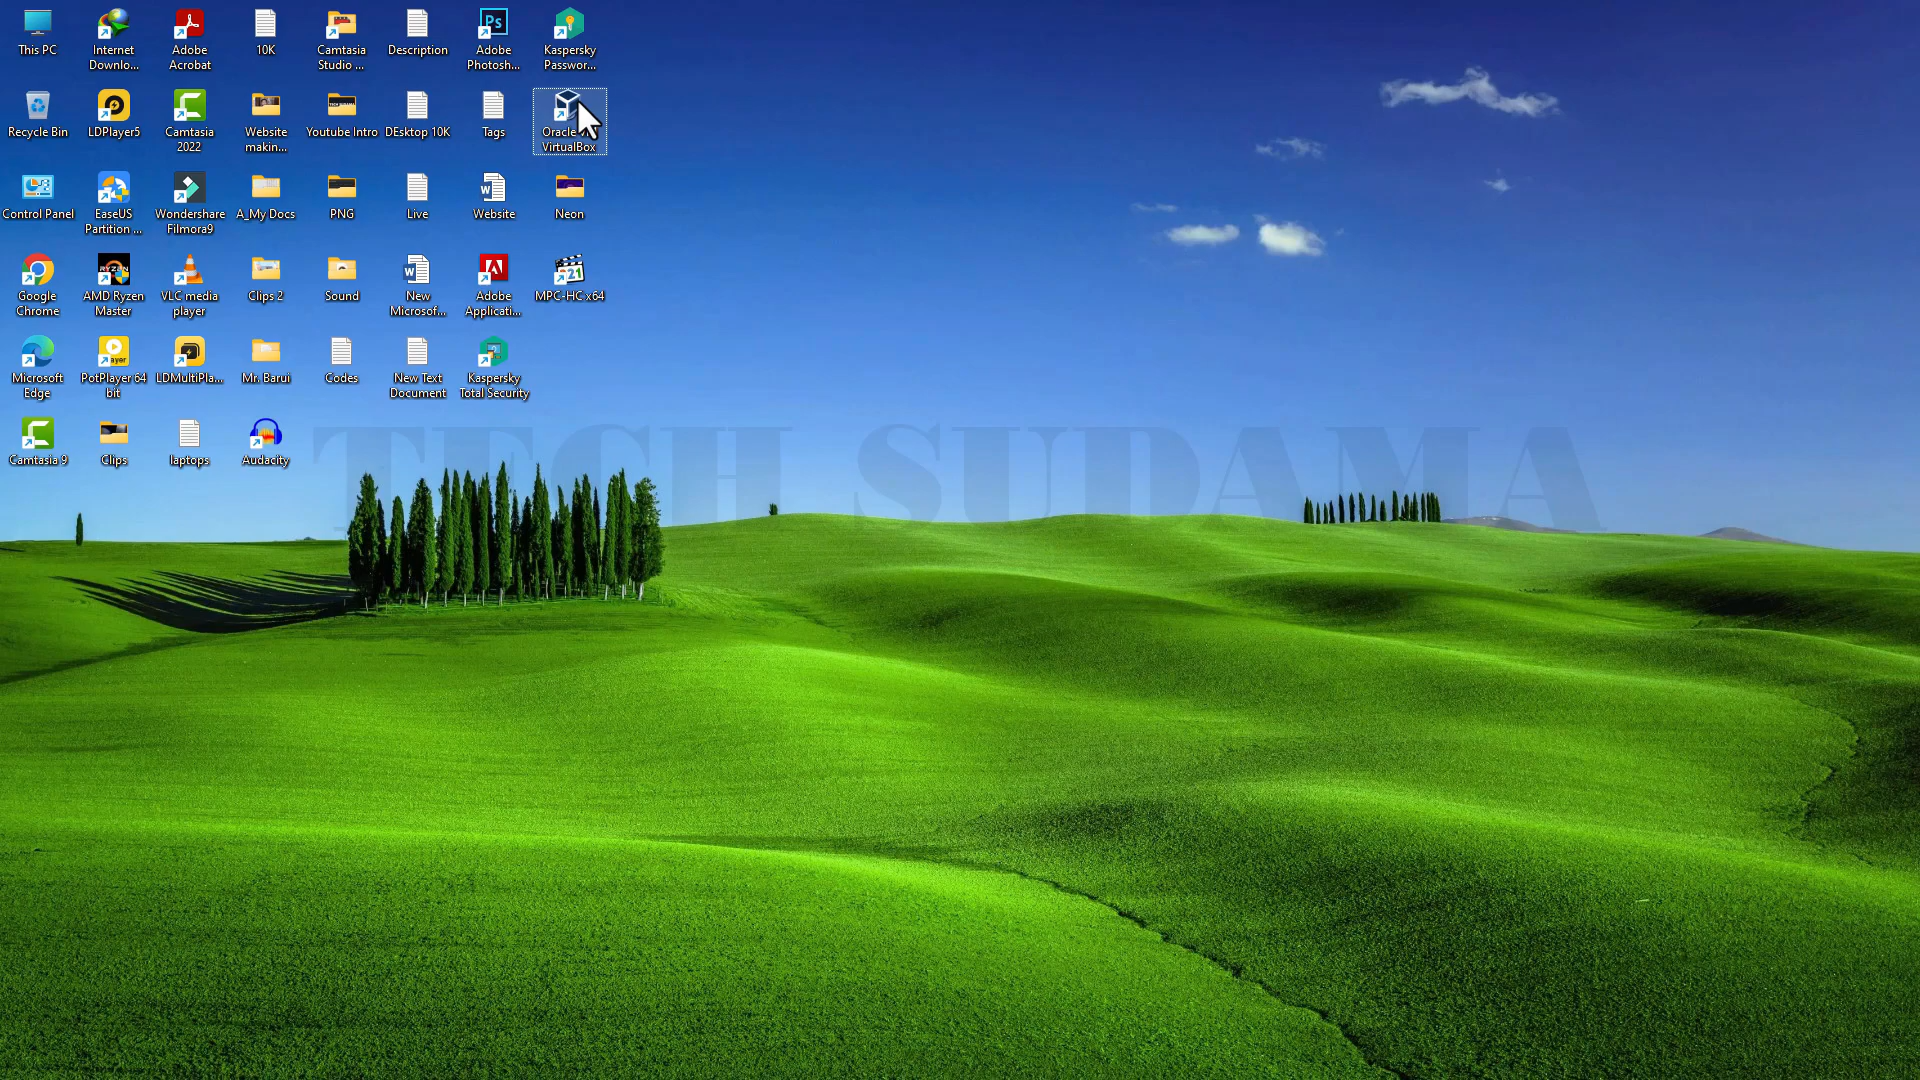 This PC
Internet
Downlo...
Adobe
Acrobat
10K
Camtasia
Studio ...
Description
Ps
Adobe
Photosh...
Kaspersky
Passwor...
Recycle Bin
LDPlayer5
Camtasia
2022
Website
makin...
Youtube Intro
DEsktop 10K
Tags
Oracle
VirtualBox
Control Panel
EaseUS
Partition ...
Wondershare
Filmora9
A_My Docs
PNG
Live
Website
Neon
Google
Chrome
RYZEN
AMD Ryzen
Master
VLC media
player
Clips 2
Sound
New
Microsof...
Adobe
Applicati...
321
MPC-HC x64
Microsoft
Edge
PotPlayer 64
bit
LDMultiPla...
Mr. Barui
Codes
New Text
Document
Kaspersky
Total Security
Camtasia 9
Clips
laptops
Audacity
TECH SUDAMA